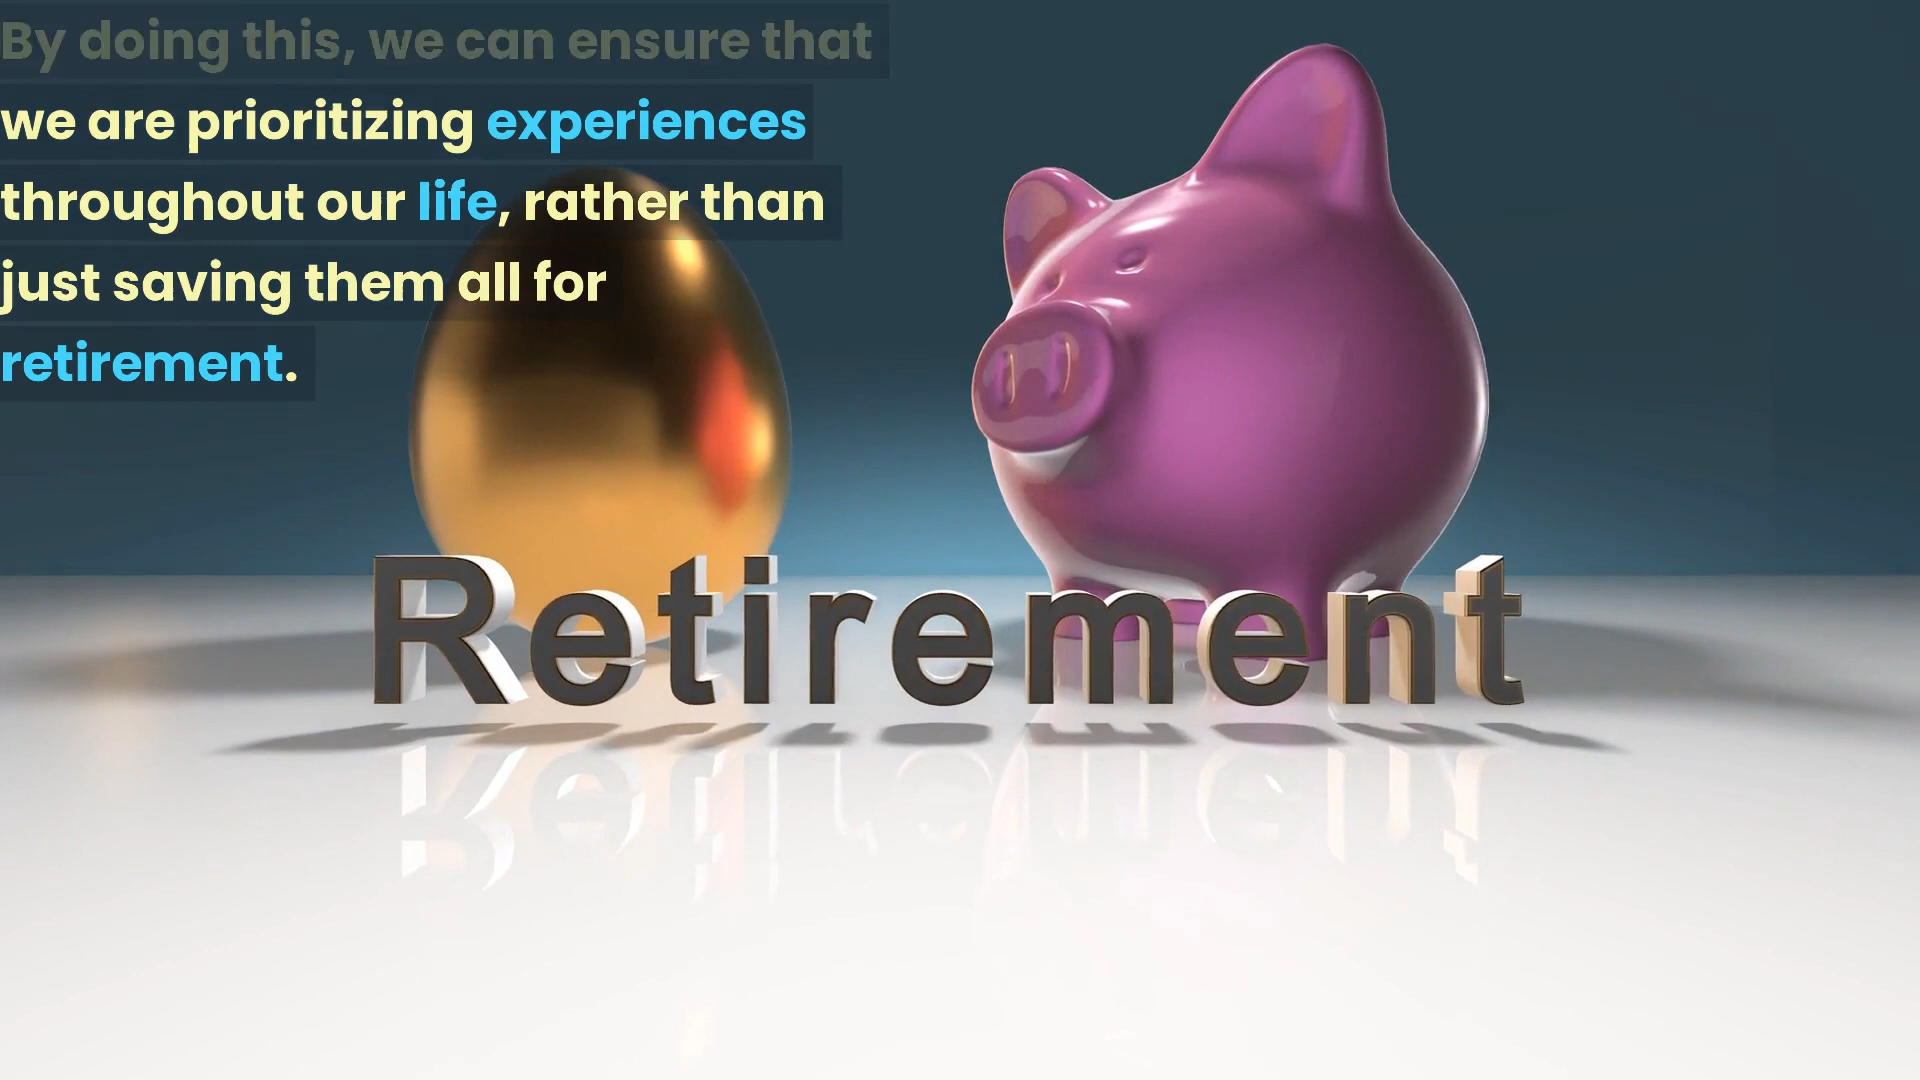 By doing this, we can ensure that
we are prioritizing experiences
throughout our life, rather than
just saving them all for
retirement.
Retirement